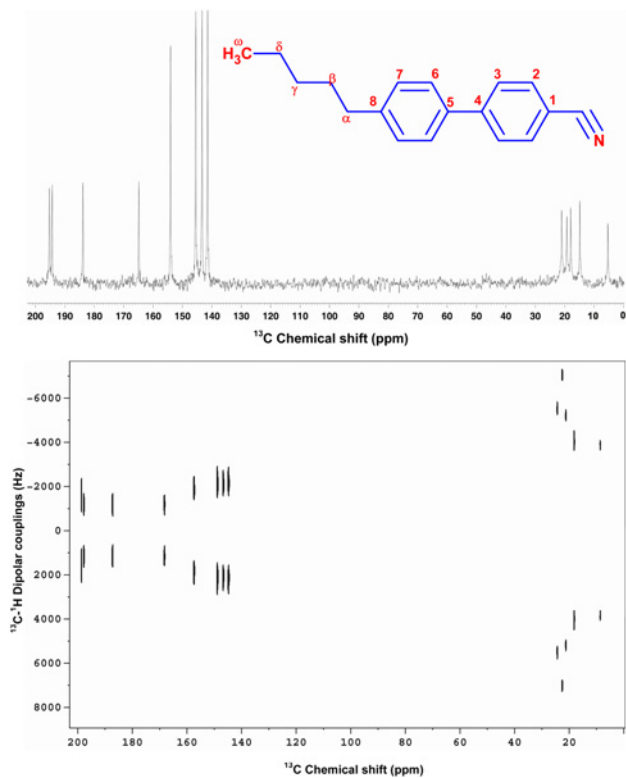 ω
H₃C
δ
γ
β
α
8
7
6
5
4
3
2
1
N
200 190 180 170 160 150 140 130 120 110 100 90 80 70 60 50 40 30 20 10 0
¹³C Chemical shift (ppm)
¹³C-¹H Dipolar couplings (Hz)
-6000
-4000
-2000
0
2000
4000
6000
8000
200 180 160 140 120 100 80 60 40 20
¹³C Chemical shift (ppm)